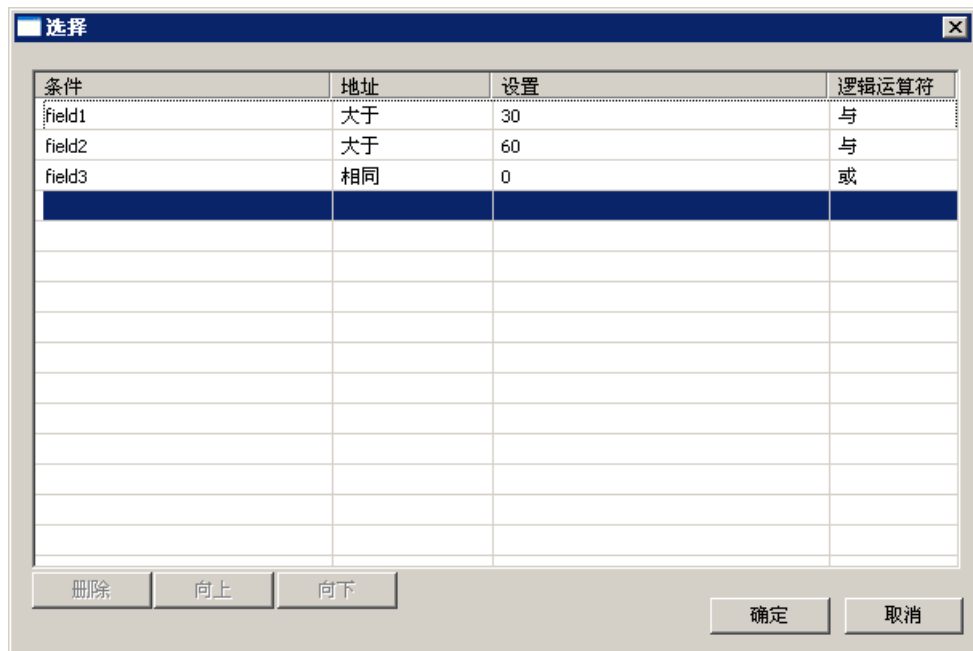 选择
条件 地址 设置 逻辑运算符
field1 大于 30 与
field2 大于 60 与
field3 相同 0 或
删除 向上 向下
确定 取消